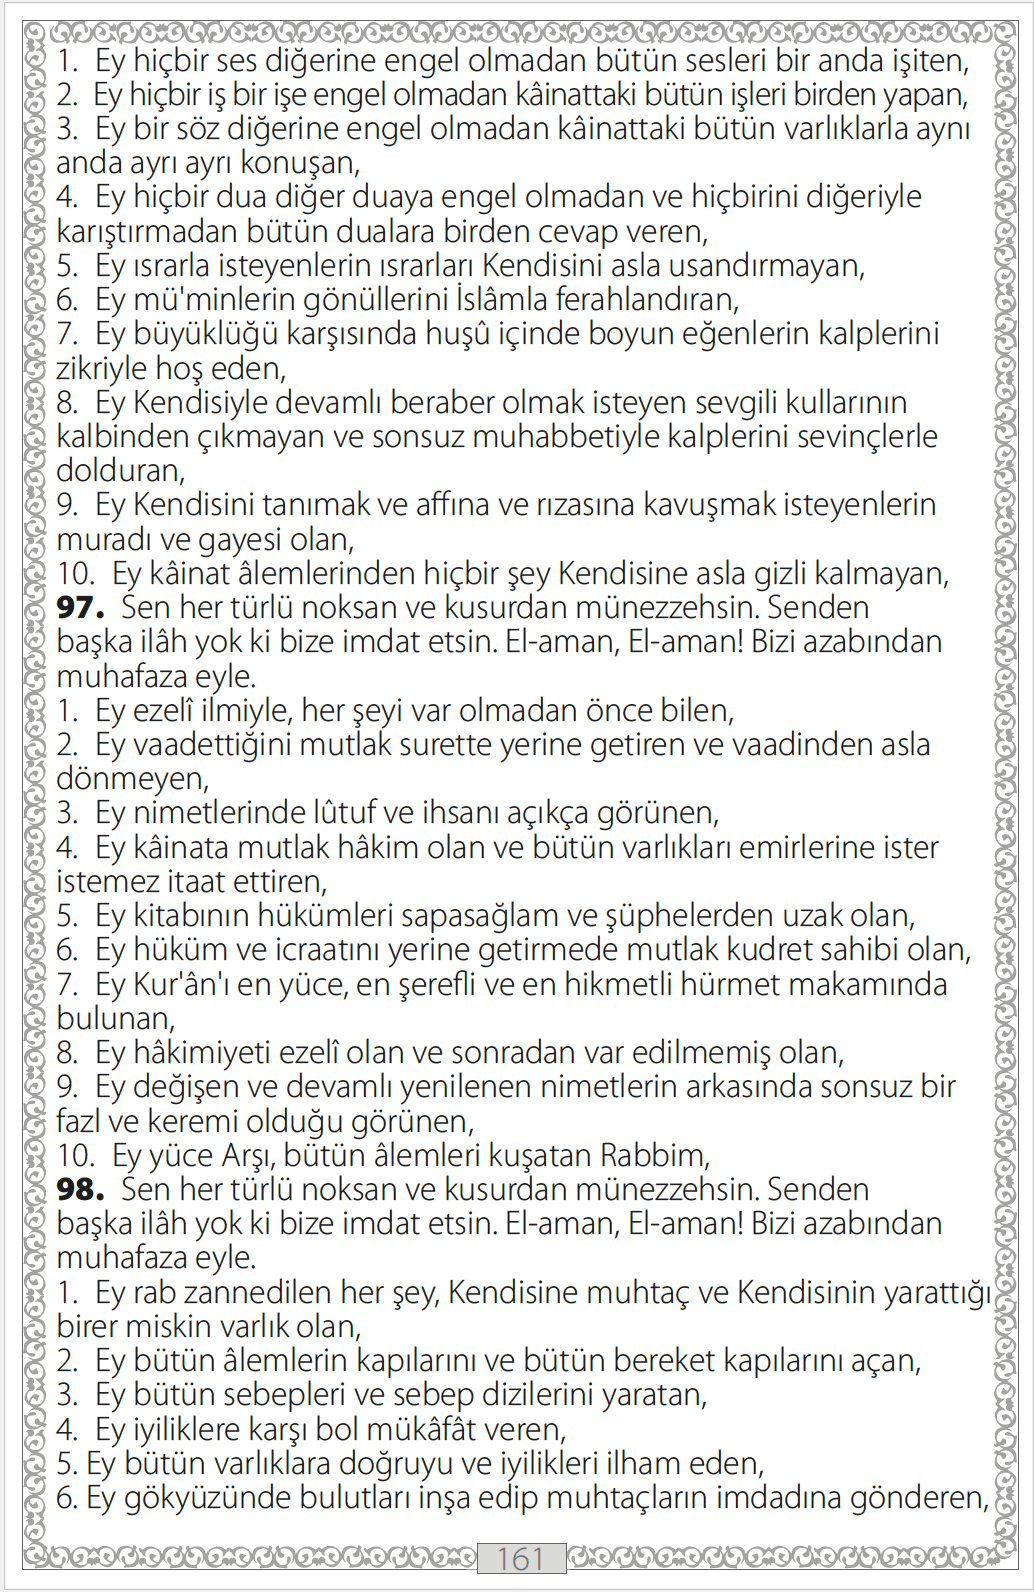 1. Ey hiçbir ses diğerine engel olmadan bütün sesleri bir anda işiten,
2. Ey hiçbir iş bir işe engel olmadan kâinattaki bütün işleri birden yapan,
3. Ey bir söz diğerine engel olmadan kâinattaki bütün varlıklarla aynı
anda ayrı ayrı konuşan,
4. Ey hiçbir dua diğer duaya engel olmadan ve hiçbirini diğeriyle
karıştırmadan bütün dualara birden cevap veren,
5. Ey ısrarla isteyenlerin ısrarları Kendisini asla usandırmayan,
6. Ey mü'minlerin gönüllerini İslâmla ferahlandıran,
7. Ey büyüklüğü karşısında huşû içinde boyun eğenlerin kalplerini
zikriyle hoş eden,
8. Ey Kendisiyle devamlı beraber olmak isteyen sevgili kullarının
kalbinden çıkmayan ve sonsuz muhabbetiyle kalplerini sevinçlerle
dolduran,
9. Ey Kendisini tanımak ve affına ve rızasına kavuşmak isteyenlerin
muradı ve gayesi olan,
10. Ey kâinat âlemlerinden hiçbir şey Kendisine asla gizli kalmayan,
97. Sen her türlü noksan ve kusurdan münezzehsin. Senden
başka ilâh yok ki bize imdat etsin. El-aman, El-aman! Bizi azabından
muhafaza eyle.
1. Ey ezelî ilmiyle, her şeyi var olmadan önce bilen,
2. Ey vaadettiğini mutlak surette yerine getiren ve vaadinden asla
dönmeyen,
3. Ey nimetlerinde lûtuf ve ihsanı açıkça görünen,
4. Ey kâinata mutlak hâkim olan ve bütün varlıkları emirlerine ister
istemez itaat ettiren,
5. Ey kitabının hükümleri sapasağlam ve şüphelerden uzak olan,
6. Ey hüküm ve icraatını yerine getirmede mutlak kudret sahibi olan,
7. Ey Kur'ân'ı en yüce, en şerefli ve en hikmetli hürmet makamında
bulunan,
8. Ey hâkimiyeti ezelî olan ve sonradan var edilmemiş olan,
9. Ey değişen ve devamlı yenilenen nimetlerin arkasında sonsuz bir
fazl ve keremi olduğu görünen,
10. Ey yüce Arşı, bütün âlemleri kuşatan Rabbim,
98. Sen her türlü noksan ve kusurdan münezzehsin. Senden
başka ilâh yok ki bize imdat etsin. El-aman, El-aman! Bizi azabından
muhafaza eyle.
1. Ey rab zannedilen her şey, Kendisine muhtaç ve Kendisinin yarattığı
birer miskin varlık olan,
2. Ey bütün âlemlerin kapılarını ve bütün bereket kapılarını açan,
3. Ey bütün sebepleri ve sebep dizilerini yaratan,
4. Ey iyiliklere karşı bol mükâfât veren,
5. Ey bütün varlıklara doğruyu ve iyilikleri ilham eden,
6. Ey gökyüzünde bulutları inşa edip muhtaçların imdadına gönderen,
161